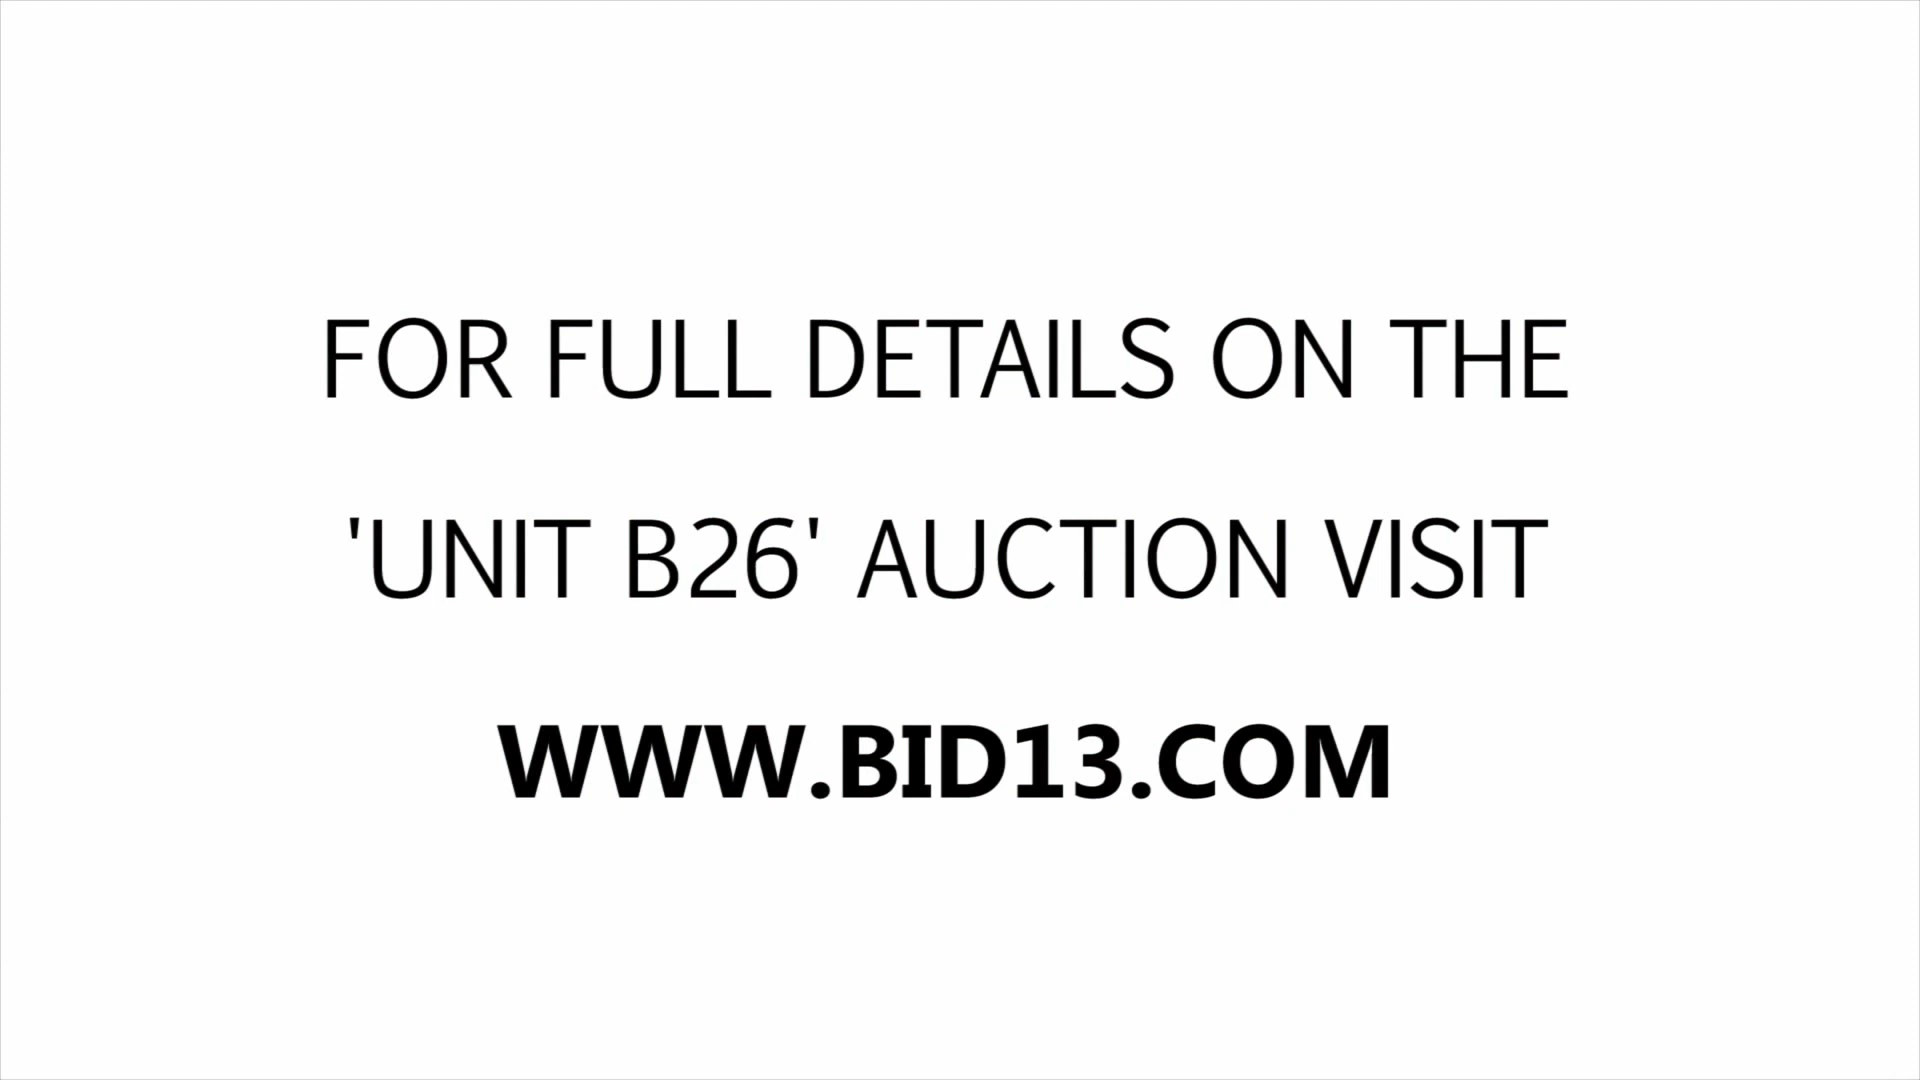 FOR FULL DETAILS ON THE
'UNIT B26' AUCTION VISIT
WWW.BID13.COM